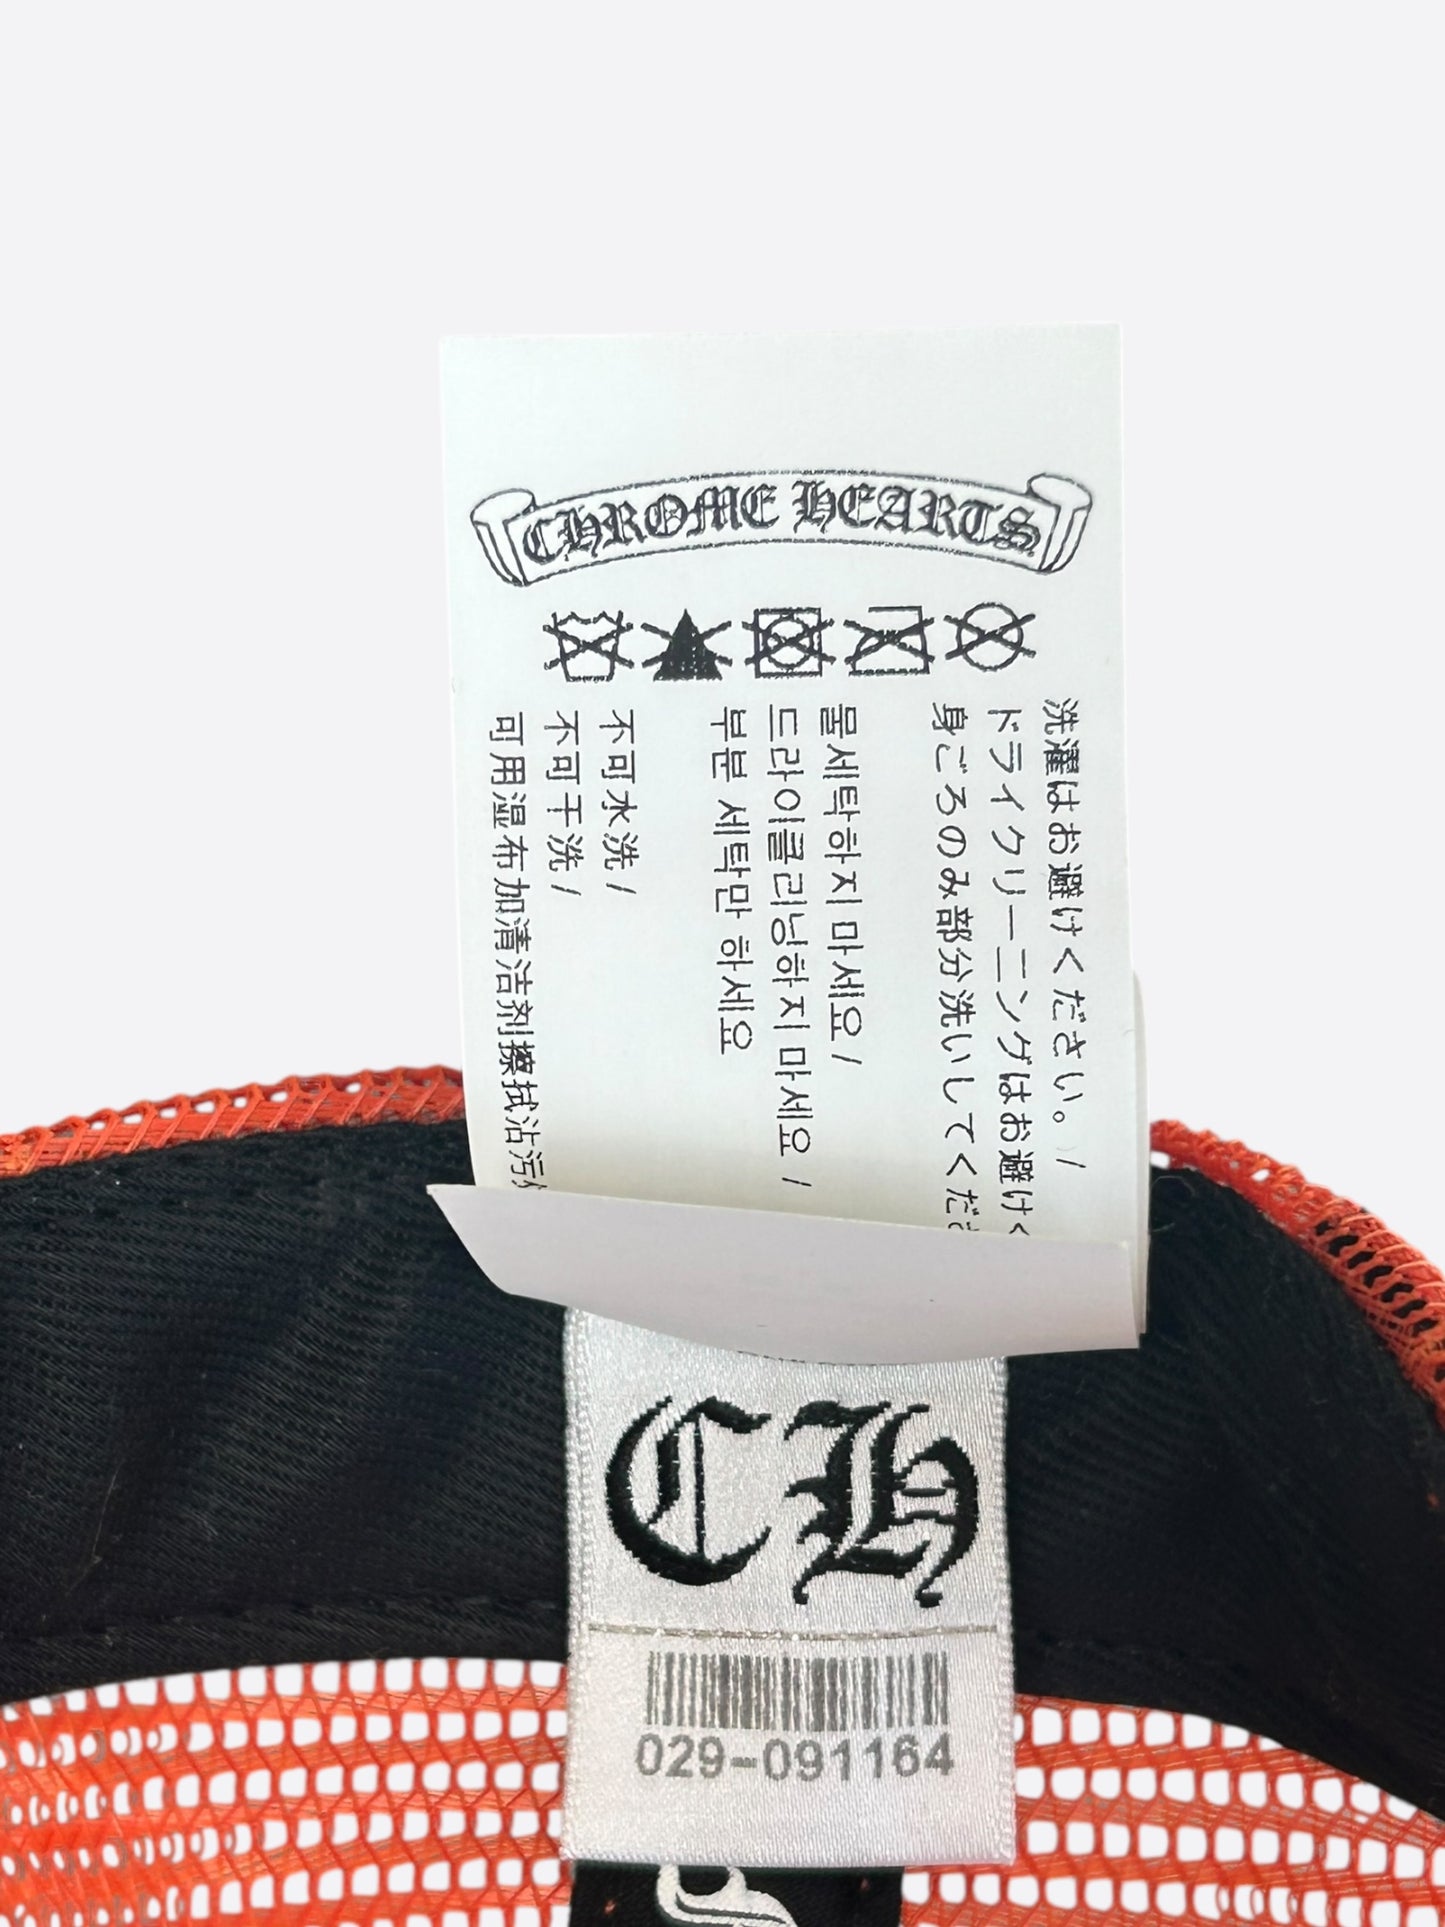 CHROME HEARTS
洗濯はお避けください。/
ドライクリーニングはお避けく
身ごろのみ部分洗いしてくださ
물세탁하지 마세요 /
드라이클리닝하지 마세요 /
부분 세탁만 하세요
不可水洗 /
不可干洗 /
可用湿布加清洁剂擦拭沾污
CH
029-091164